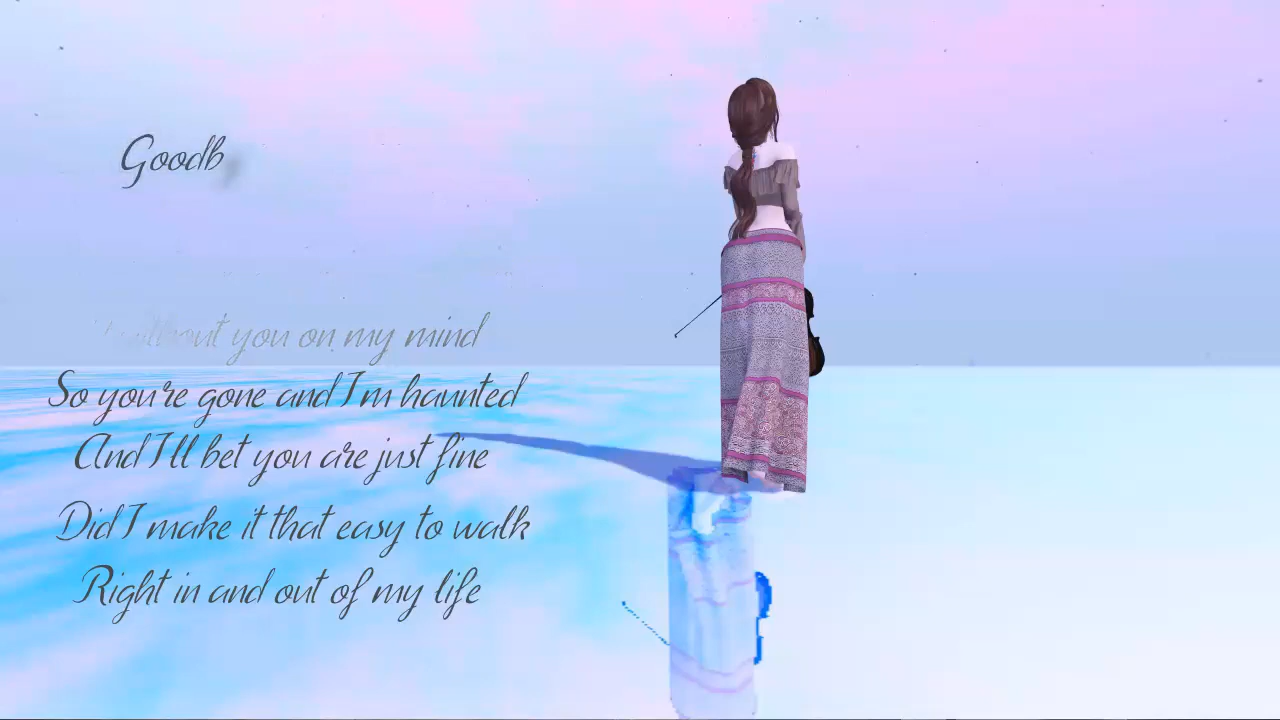 Goodb
without you on my mind
So you're gone and I'm haunted
And I'll bet you are just fine
Did I make it that easy to walk
Right in and out of my life